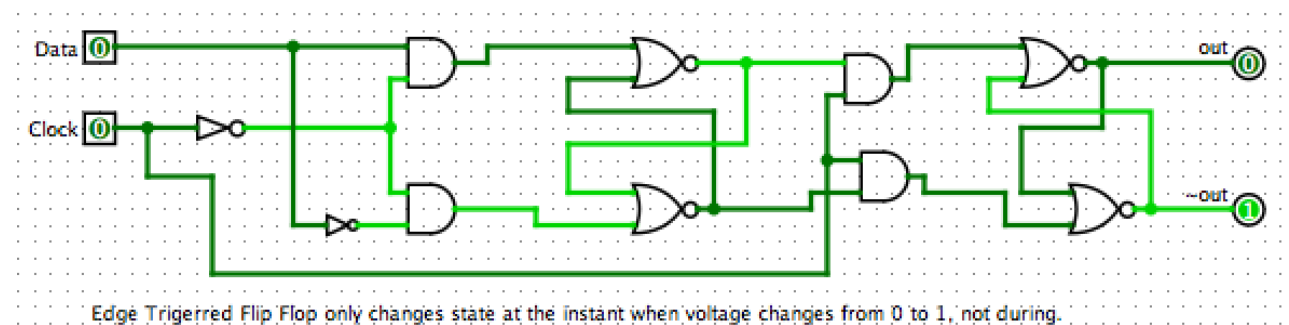 Data 0
out 0
Clock 0
~out 1
Edge Trigerred Flip Flop only changes state at the instant when voltage changes from 0 to 1, not during.